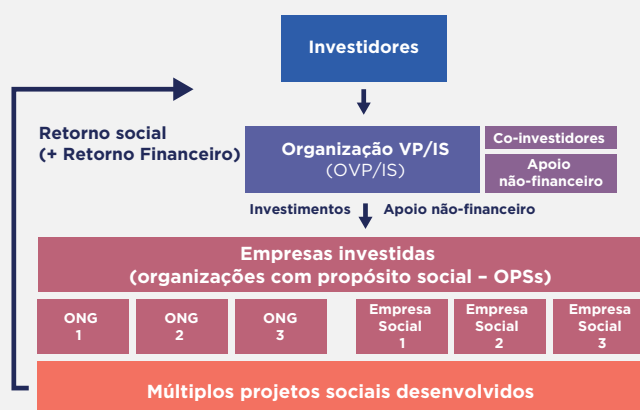 Investidores
Retorno social
(+ Retorno Financeiro)
Organização VP/IS
(OVP/IS)
Co-investidores
Apoio
não-financeiro
Investimentos
Apoio não-financeiro
Empresas investidas
(organizações com propósito social – OPSs)
ONG
1
ONG
2
ONG
3
Empresa
Social
1
Empresa
Social
2
Empresa
Social
3
Múltiplos projetos sociais desenvolvidos